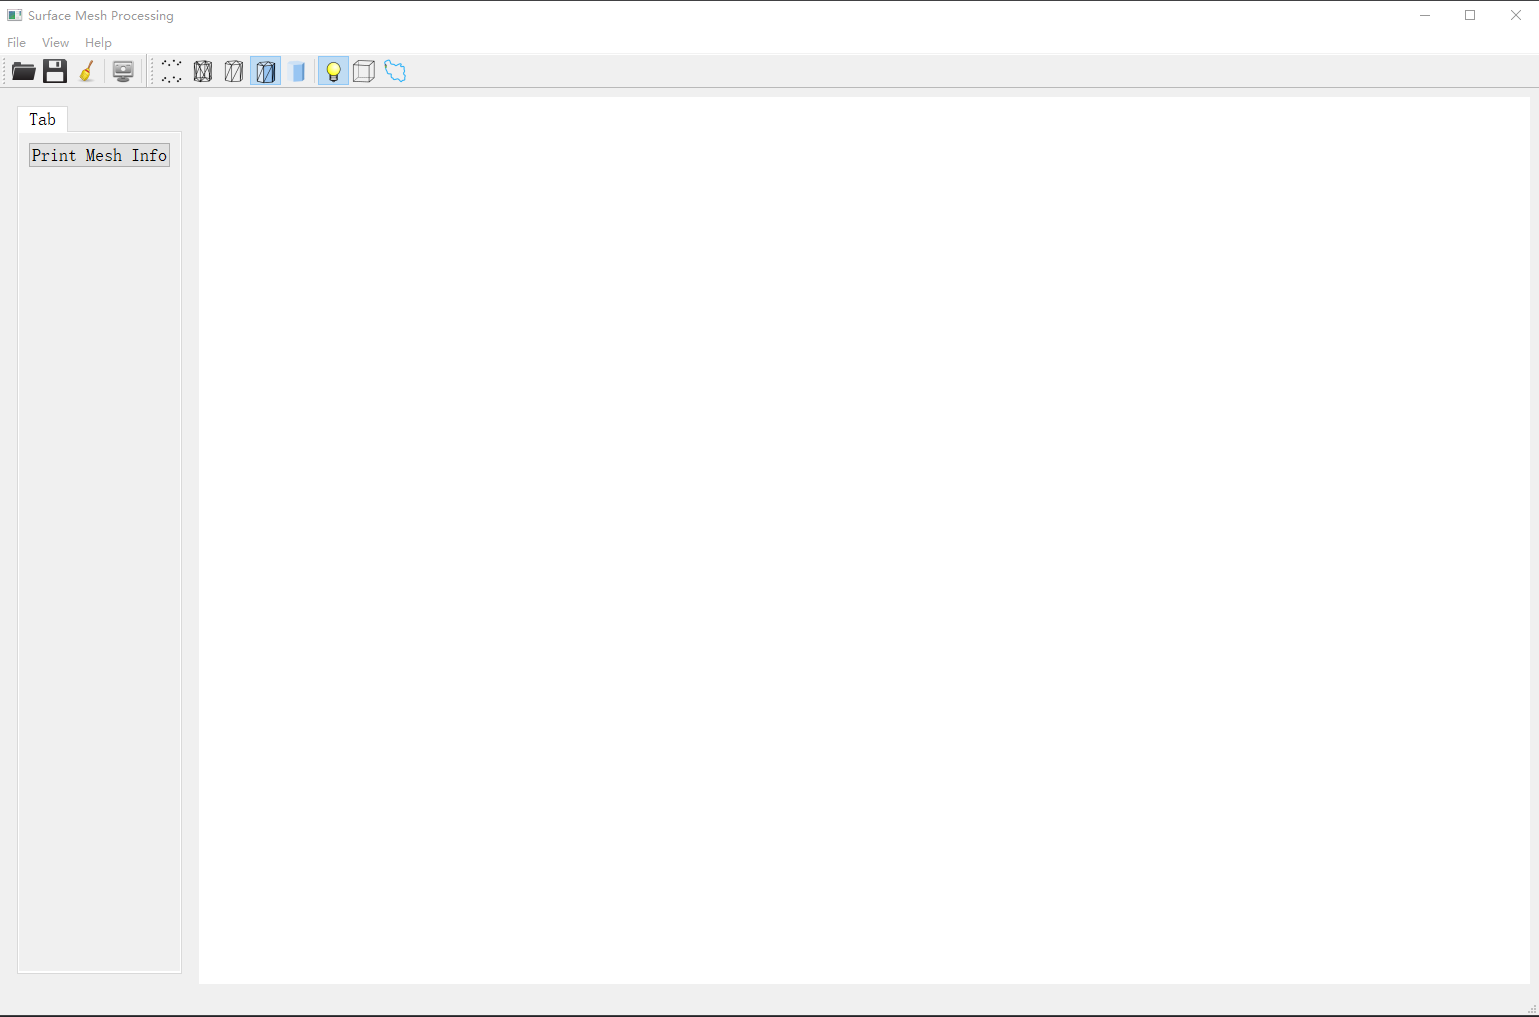 Surface Mesh Processing
File View Help
Tab
Print Mesh Info